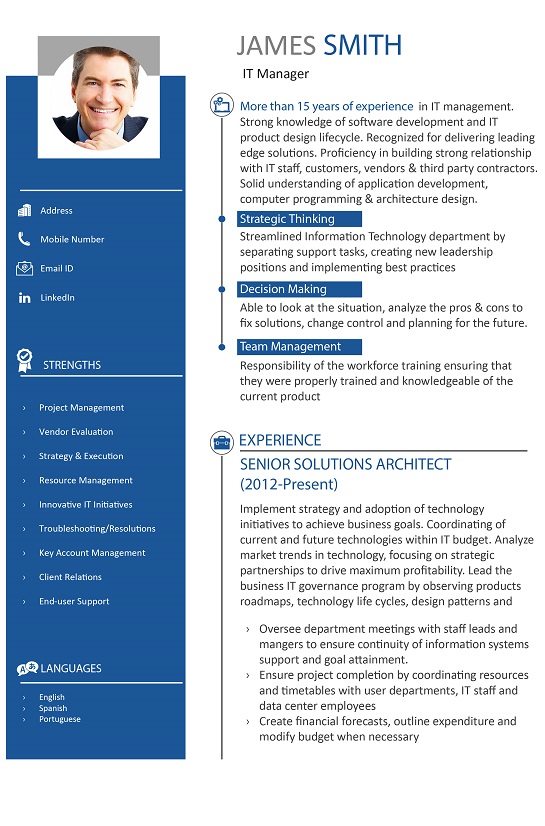 JAMES SMITH
IT Manager
Address
Mobile Number
Email ID
in LinkedIn
STRENGTHS
› Project Management
› Vendor Evaluation
› Strategy & Execution
› Resource Management
› Innovative IT Initiatives
› Troubleshooting/Resolutions
› Key Account Management
› Client Relations
› End-user Support
A LANGUAGES
› English
› Spanish
› Portuguese
More than 15 years of experience in IT management.
Strong knowledge of software development and IT
product design lifecycle. Recognized for delivering leading
edge solutions. Proficiency in building strong relationship
with IT staff, customers, vendors & third party contractors.
Solid understanding of application development,
computer programming & architecture design.
Strategic Thinking
Streamlined Information Technology department by
separating support tasks, creating new leadership
positions and implementing best practices
Decision Making
Able to look at the situation, analyze the pros & cons to
fix solutions, change control and planning for the future.
Team Management
Responsibility of the workforce training ensuring that
they were properly trained and knowledgeable of the
current product
EXPERIENCE
SENIOR SOLUTIONS ARCHITECT
(2012-Present)
Implement strategy and adoption of technology
initiatives to achieve business goals. Coordinating of
current and future technologies within IT budget. Analyze
market trends in technology, focusing on strategic
partnerships to drive maximum profitability. Lead the
business IT governance program by observing products
roadmaps, technology life cycles, design patterns and
› Oversee department meetings with staff leads and
mangers to ensure continuity of information systems
support and goal attainment.
› Ensure project completion by coordinating resources
and timetables with user departments, IT staff and
data center employees
› Create financial forecasts, outline expenditure and
modify budget when necessary